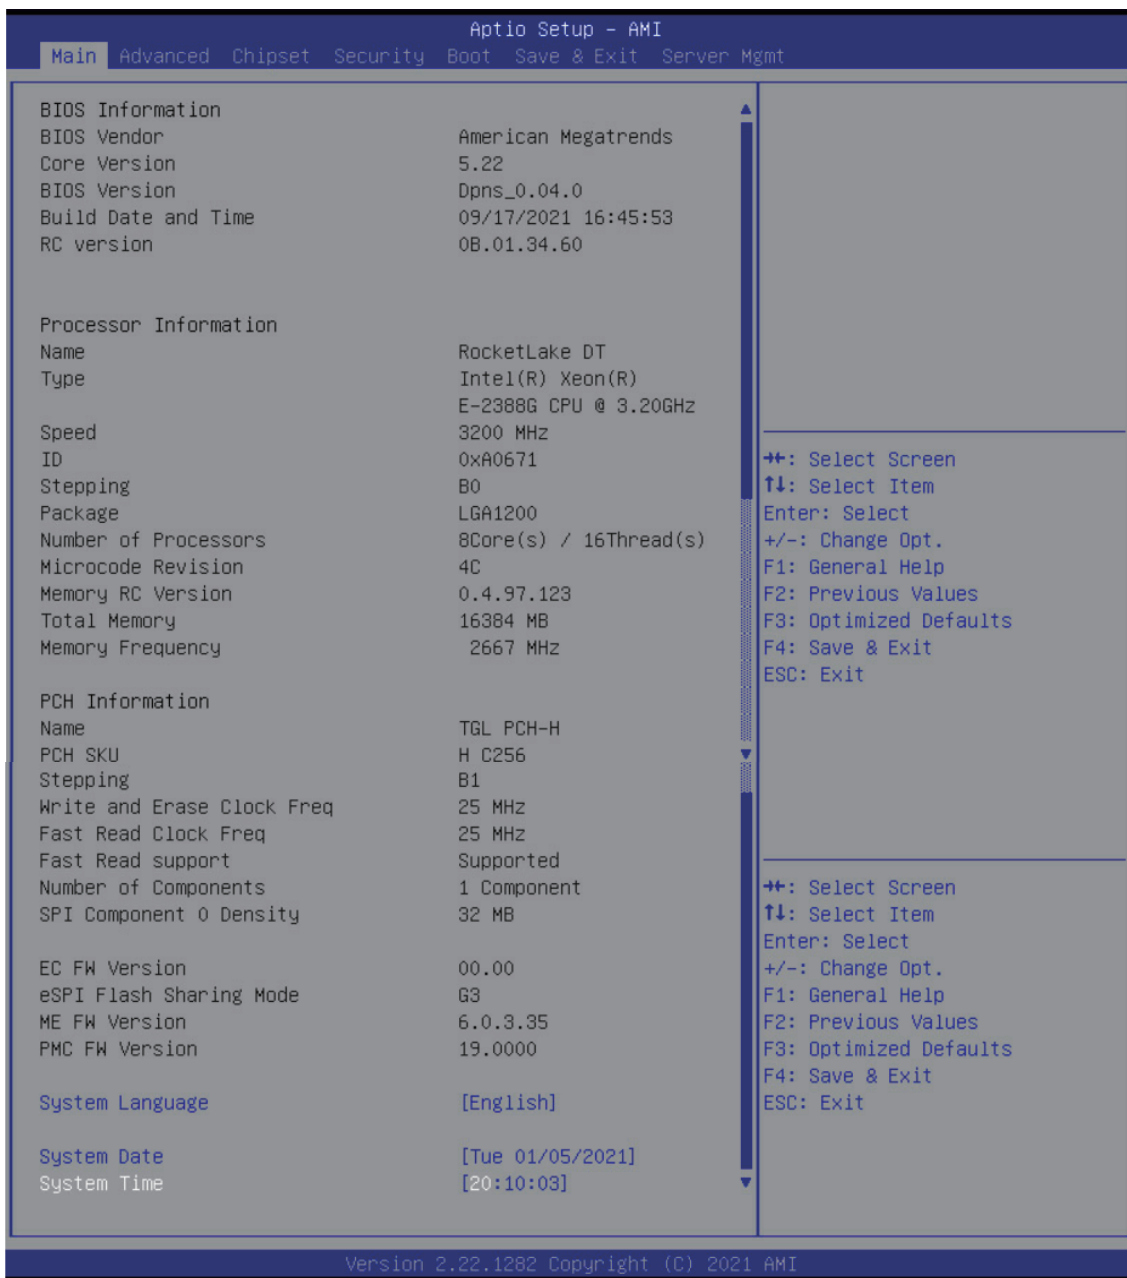 Aptio Setup – AMI
Main Advanced Chipset Security Boot Save & Exit Server Mgmt
BIOS Information
BIOS Vendor American Megatrends
Core Version 5.22
BIOS Version Dpns_0.04.0
Build Date and Time 09/17/2021 16:45:53
RC version 0B.01.34.60
Processor Information
Name RocketLake DT
Type Intel(R) Xeon(R)
E-2388G CPU @ 3.20GHz
Speed 3200 MHz
ID 0xA0671
Stepping B0
Package LGA1200
Number of Processors 8Core(s) / 16Thread(s)
Microcode Revision 4C
Memory RC Version 0.4.97.123
Total Memory 16384 MB
Memory Frequency 2667 MHz
PCH Information
Name TGL PCH-H
PCH SKU H C256
Stepping B1
Write and Erase Clock Freq 25 MHz
Fast Read Clock Freq 25 MHz
Fast Read support Supported
Number of Components 1 Component
SPI Component 0 Density 32 MB
EC FW Version 00.00
eSPI Flash Sharing Mode G3
ME FW Version 6.0.3.35
PMC FW Version 19.0000
System Language [English]
System Date [Tue 01/05/2021]
System Time [20:10:03]
→←: Select Screen
↑↓: Select Item
Enter: Select
+/-: Change Opt.
F1: General Help
F2: Previous Values
F3: Optimized Defaults
F4: Save & Exit
ESC: Exit
→←: Select Screen
↑↓: Select Item
Enter: Select
+/-: Change Opt.
F1: General Help
F2: Previous Values
F3: Optimized Defaults
F4: Save & Exit
ESC: Exit
Version 2.22.1282 Copyright (C) 2021 AMI